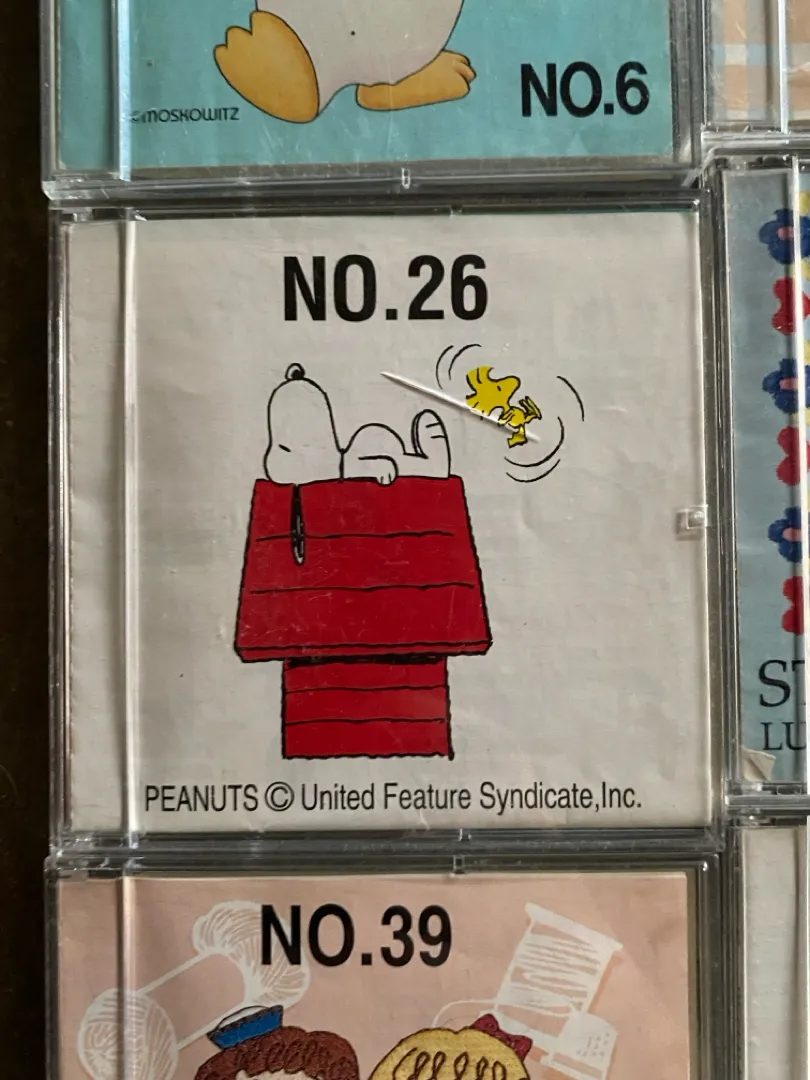 ©MOSKOWITZ
NO.6
NO.26
PEANUTS © United Feature Syndicate,Inc.
NO.39